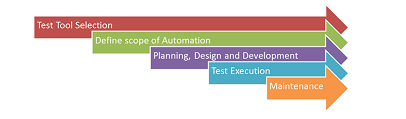 Test Tool Selection
Define scope of Automation
Planning, Design and Development
Test Execution
Maintenance